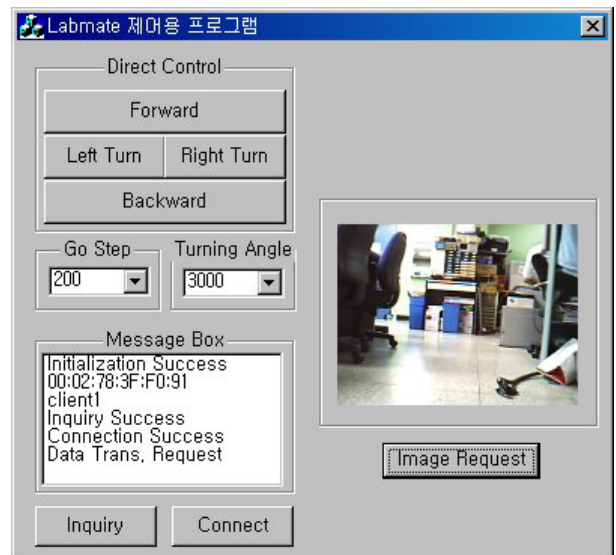 Labmate 제어용 프로그램
Direct Control
Forward
Left Turn
Right Turn
Backward
Go Step
200
Turning Angle
3000
Message Box
Initialization Success
00:02:78:3F:F0:91
client1
Inquiry Success
Connection Success
Data Trans. Request
Inquiry
Connect
Image Request